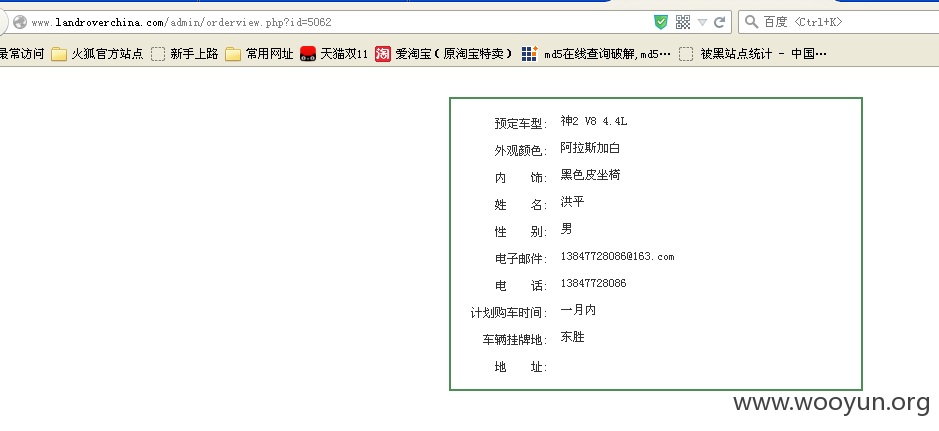 www.landroverchina.com/admin/orderview.php?id=5062
百度 <Ctrl+K>
最常访问 火狐官方站点 新手上路 常用网址 天猫双11 爱淘宝（原淘宝特卖） md5在线查询破解,md5… 被黑站点统计 - 中国…
预定车型: 神2 V8 4.4L
外观颜色: 阿拉斯加白
内 饰: 黑色皮坐椅
姓 名: 洪平
性 别: 男
电子邮件: 13847728086@163.com
电 话: 13847728086
计划购车时间: 一月内
车辆挂牌地: 东胜
地 址:
www.wooyun.org